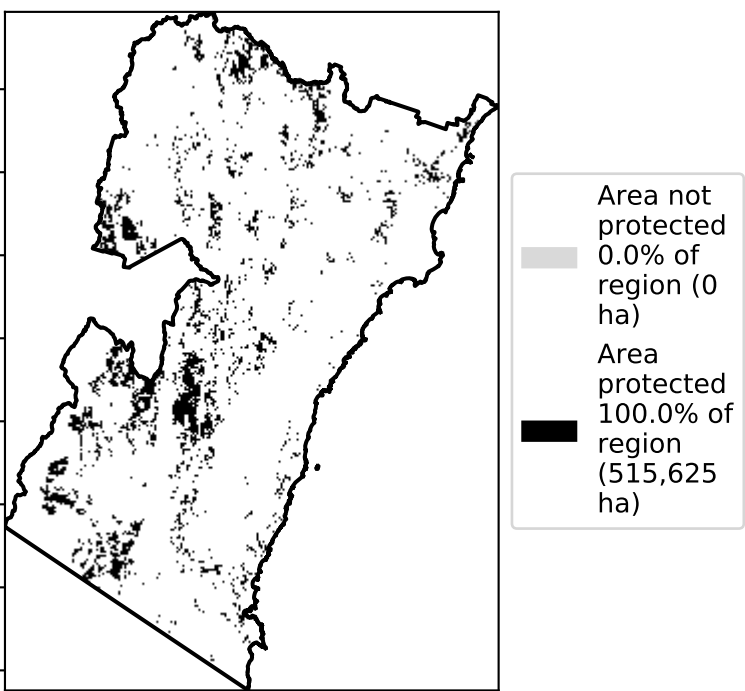 Area not
protected
0.0% of
region (0
ha)
Area
protected
100.0% of
region
(515,625
ha)